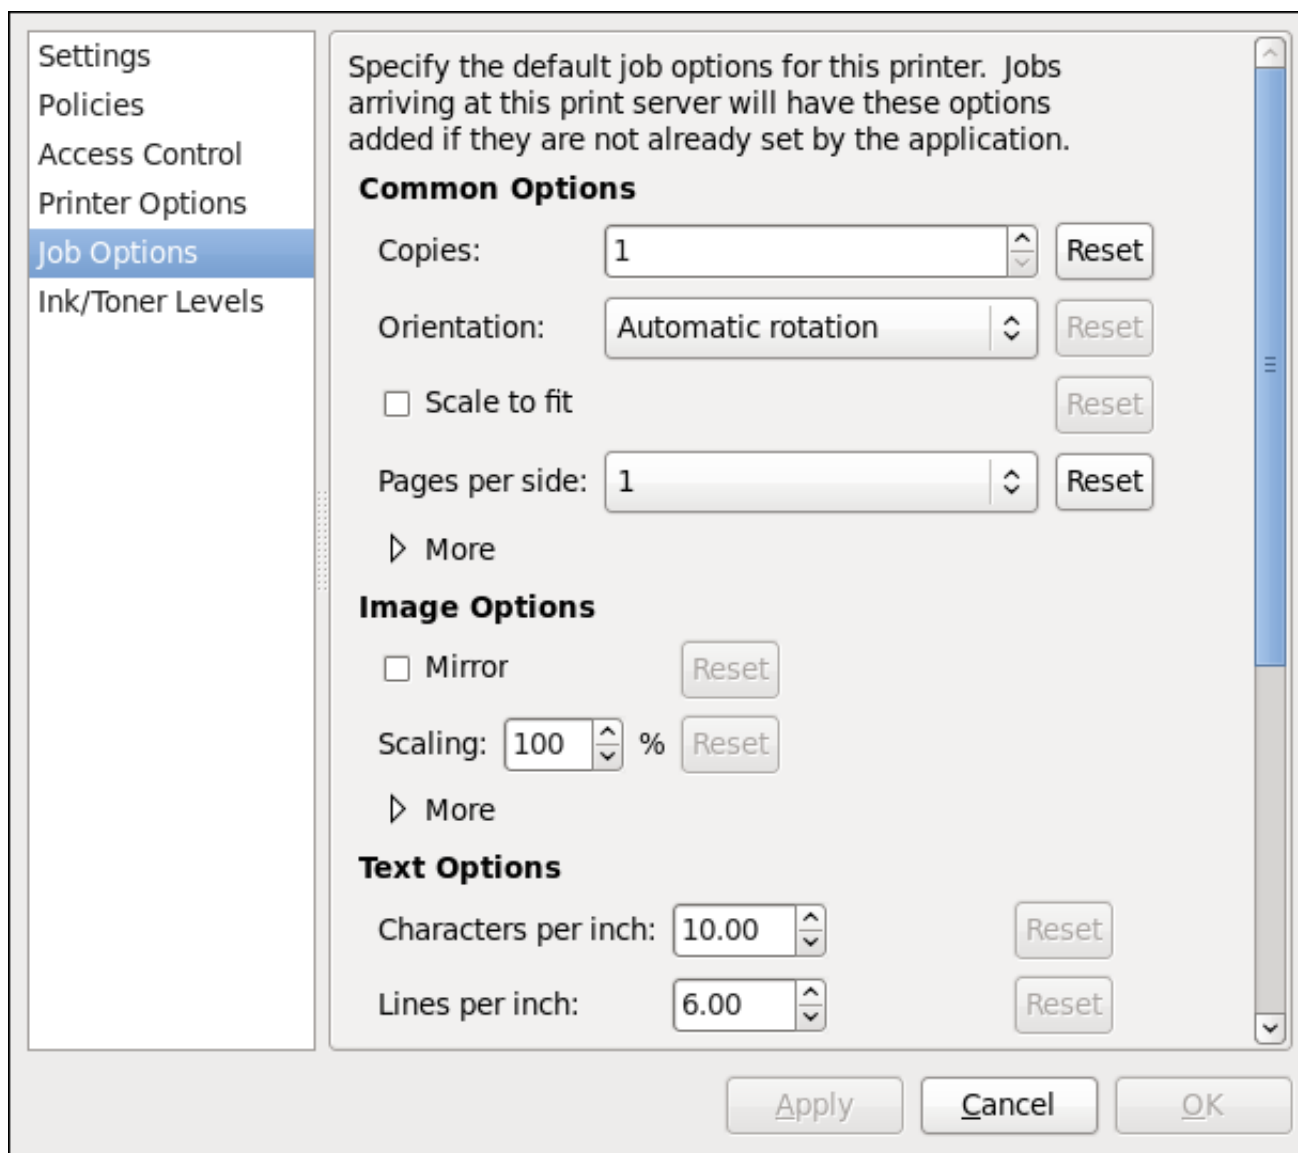 Settings
Policies
Access Control
Printer Options
Job Options
Ink/Toner Levels
Specify the default job options for this printer.  Jobs
arriving at this print server will have these options
added if they are not already set by the application.
Common Options
Copies: 1 Reset
Orientation: Automatic rotation Reset
Scale to fit Reset
Pages per side: 1 Reset
More
Image Options
Mirror Reset
Scaling: 100 % Reset
More
Text Options
Characters per inch: 10.00 Reset
Lines per inch: 6.00 Reset
Apply Cancel OK